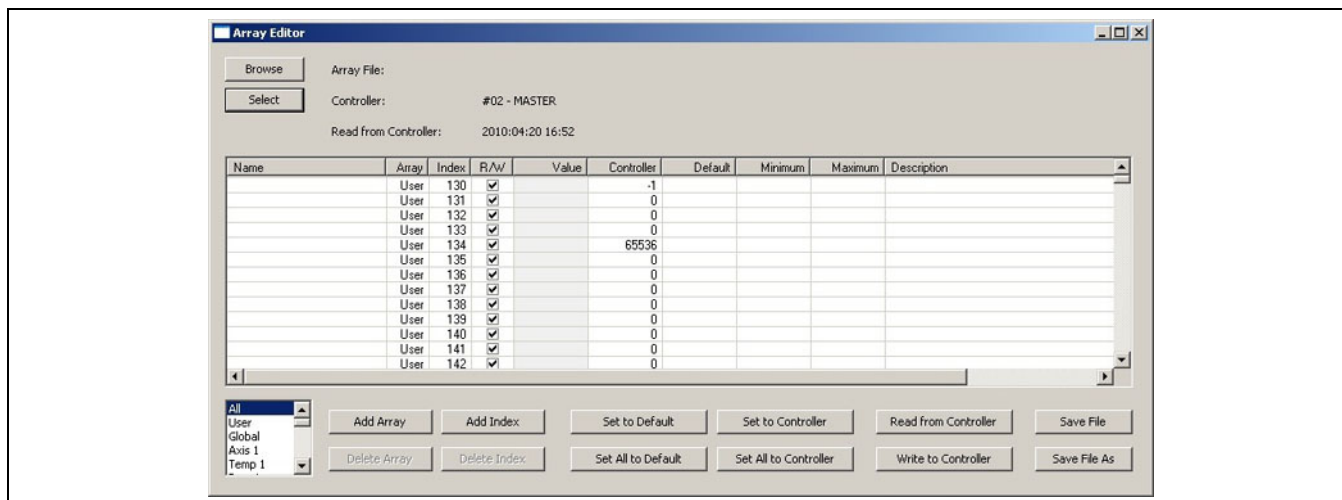 Array Editor
Browse Array File:
Select Controller: #02 - MASTER
Read from Controller: 2010:04:20 16:52
Name Array Index R/W Value Controller Default Minimum Maximum Description
User 130 -1
User 131 0
User 132 0
User 133 0
User 134 65536
User 135 0
User 136 0
User 137 0
User 138 0
User 139 0
User 140 0
User 141 0
User 142 0
All
User
Global
Axis 1
Temp 1
Add Array Add Index Set to Default Set to Controller Read from Controller Save File
Delete Array Delete Index Set All to Default Set All to Controller Write to Controller Save File As